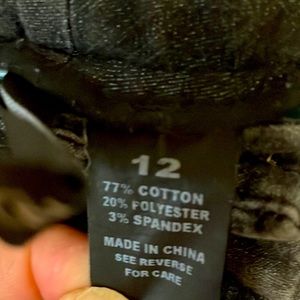 12
77% COTTON
20% POLYESTER
3% SPANDEX
MADE IN CHINA
SEE REVERSE
FOR CARE